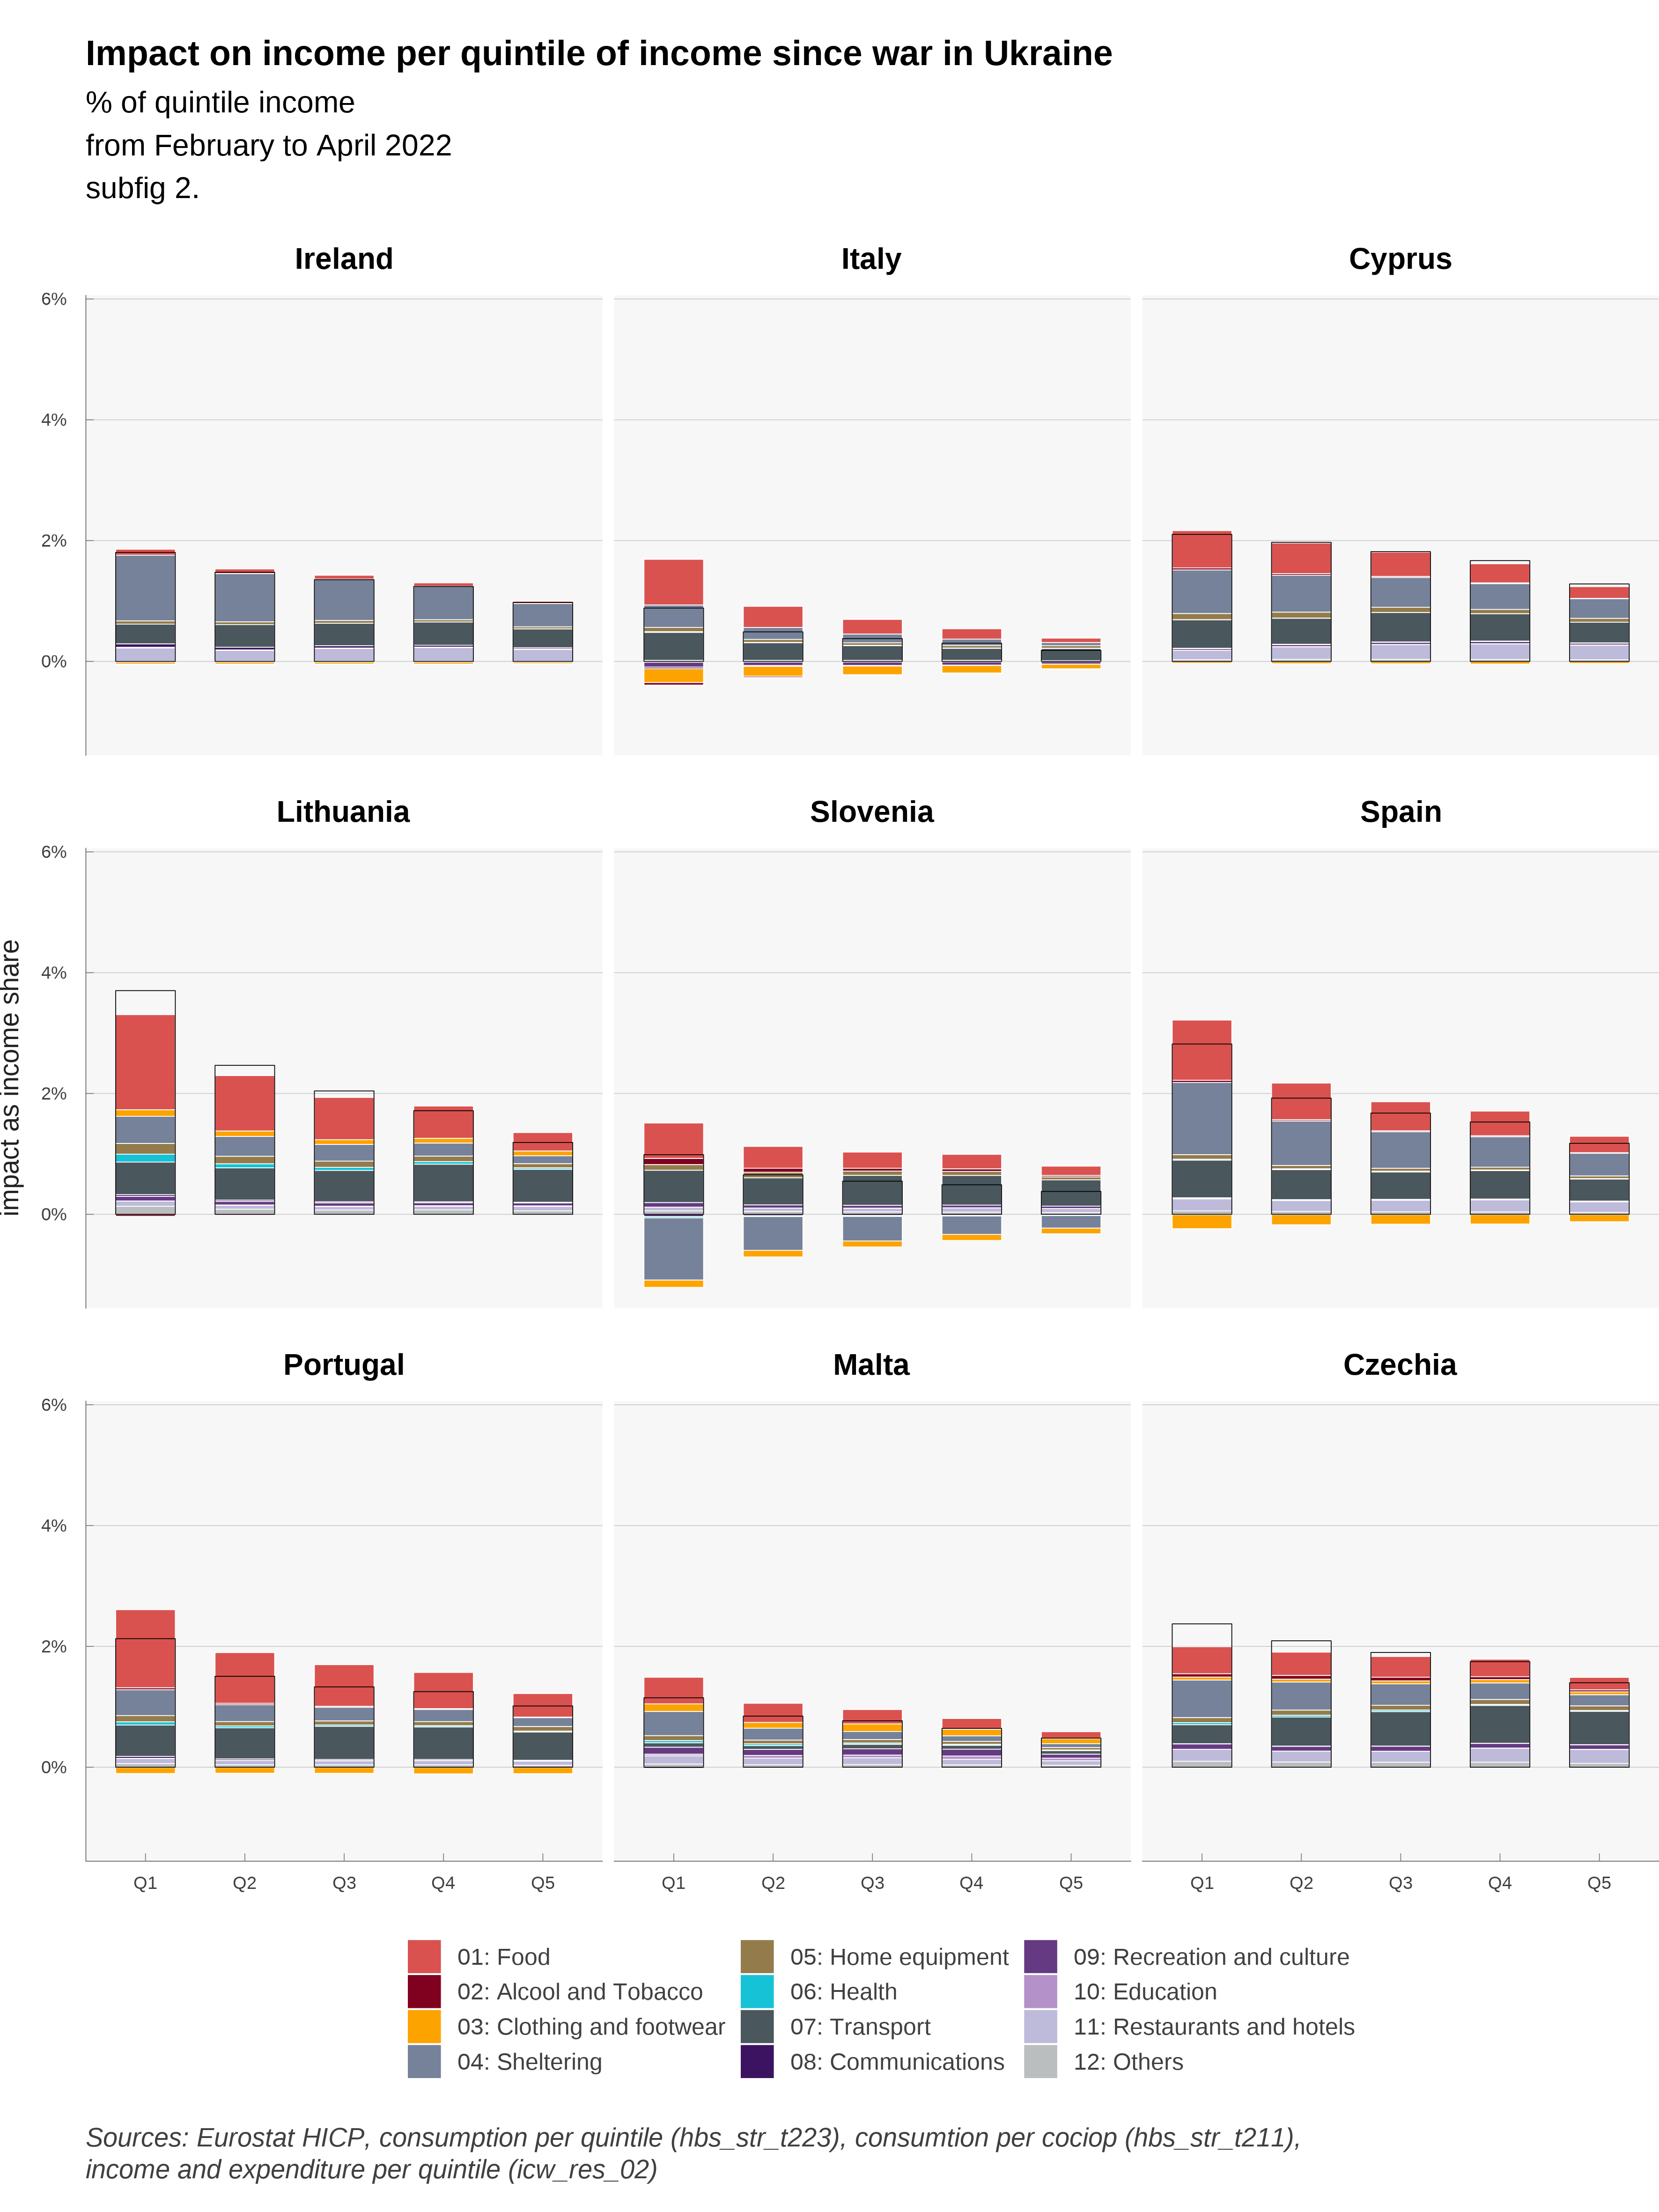 Impact on income per quintile of income since war in Ukraine
% of quintile income
from February to April 2022
subfig 2.
Ireland
Italy
Cyprus
6%
4%
2%
0%
Lithuania
Slovenia
Spain
6%
4%
2%
0%
impact as income share
Portugal
Malta
Czechia
6%
4%
2%
0%
Q1 Q2 Q3 Q4 Q5
Q1 Q2 Q3 Q4 Q5
Q1 Q2 Q3 Q4 Q5
01: Food
02: Alcool and Tobacco
03: Clothing and footwear
04: Sheltering
05: Home equipment
06: Health
07: Transport
08: Communications
09: Recreation and culture
10: Education
11: Restaurants and hotels
12: Others
Sources: Eurostat HICP, consumption per quintile (hbs_str_t223), consumtion per cociop (hbs_str_t211),
income and expenditure per quintile (icw_res_02)